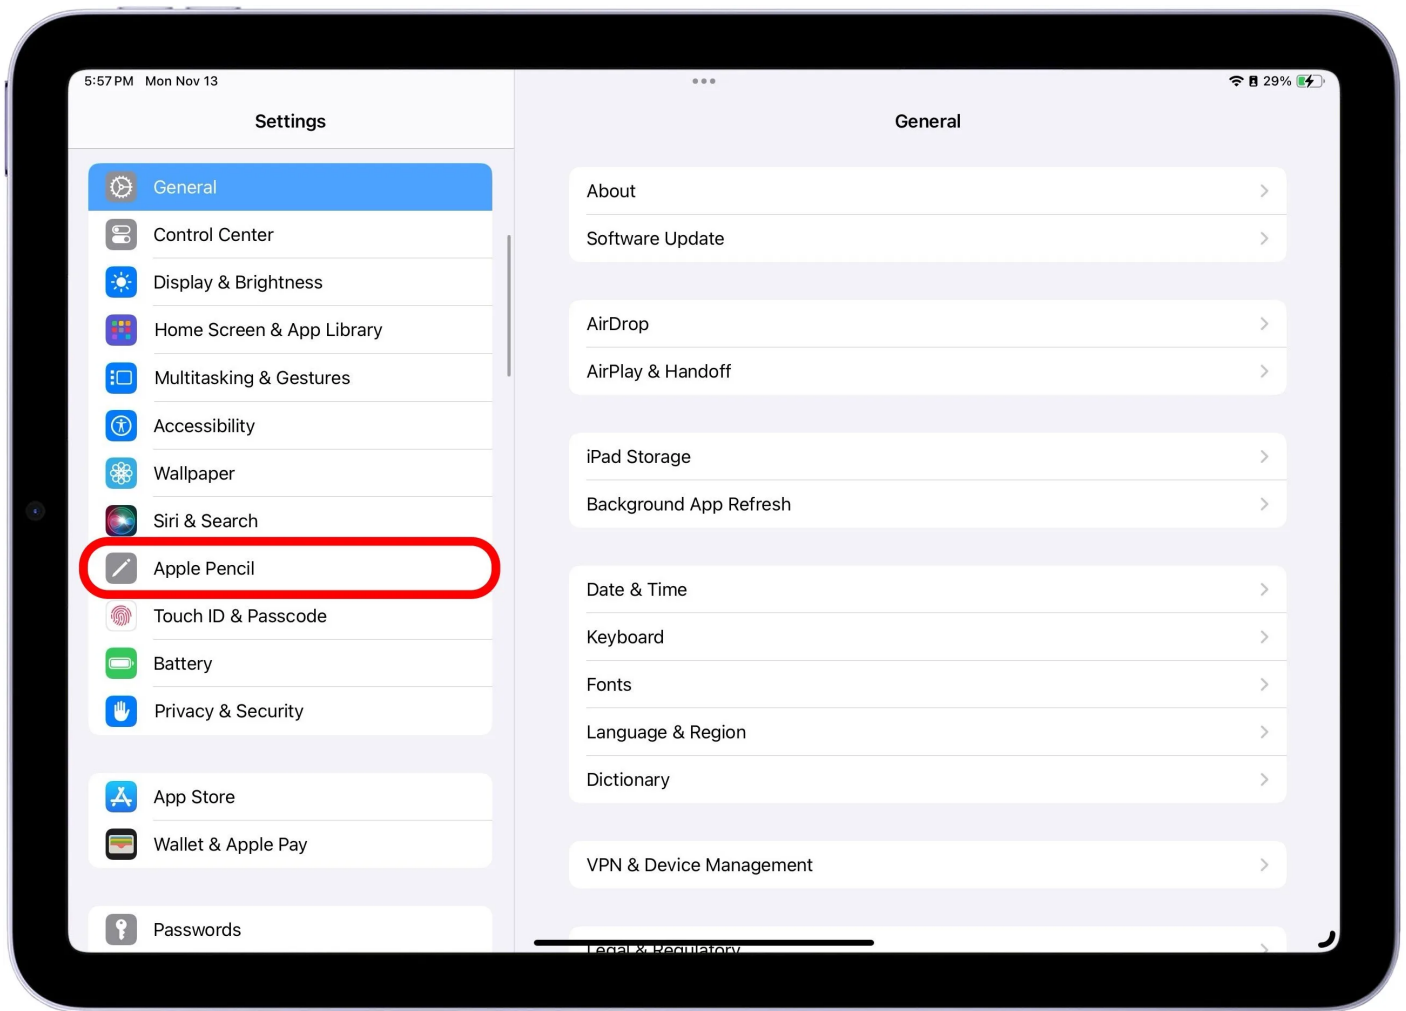 5:57 PM Mon Nov 13
29%
Settings
General
Control Center
Display & Brightness
Home Screen & App Library
Multitasking & Gestures
Accessibility
Wallpaper
Siri & Search
Apple Pencil
Touch ID & Passcode
Battery
Privacy & Security
App Store
Wallet & Apple Pay
Passwords
General
About
Software Update
AirDrop
AirPlay & Handoff
iPad Storage
Background App Refresh
Date & Time
Keyboard
Fonts
Language & Region
Dictionary
VPN & Device Management
Legal & Regulatory